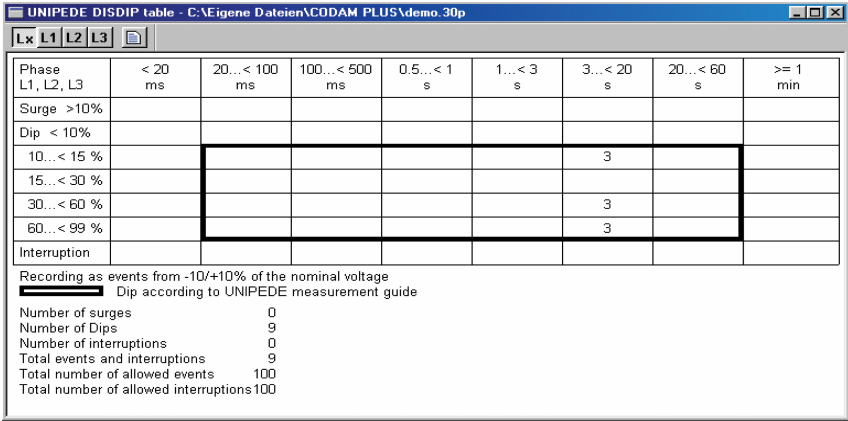 UNIPEDE DISDIP table - C:\Eigene Dateien\CODAM PLUS\demo.30p
Lx L1 L2 L3
Phase < 20 20...< 100 100...< 500 0.5...< 1 1...< 3 3...< 20 20...< 60 >= 1
L1, L2, L3 ms ms ms s s s s min
Surge >10%
Dip < 10%
10...< 15 % 3
15...< 30 %
30...< 60 % 3
60...< 99 % 3
Interruption
Recording as events from -10/+10% of the nominal voltage
Dip according to UNIPEDE measurement guide
Number of surges 0
Number of Dips 9
Number of interruptions 0
Total events and interruptions 9
Total number of allowed events 100
Total number of allowed interruptions 100